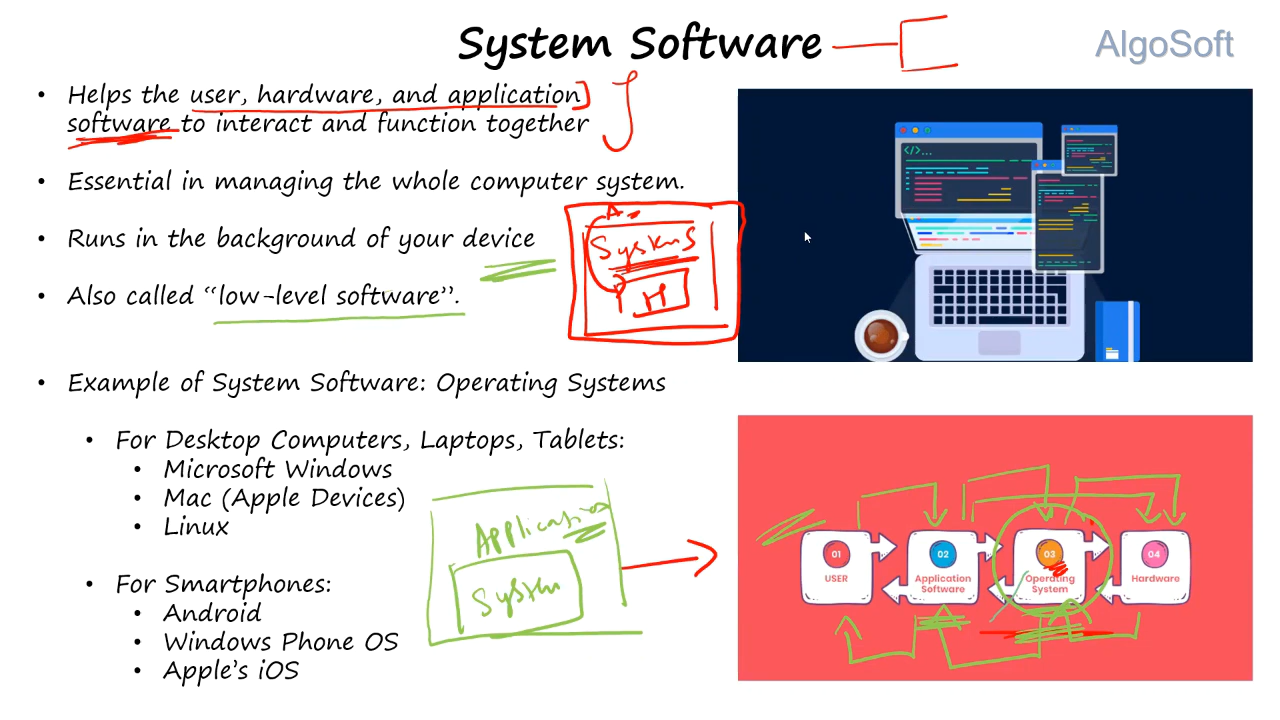 System Software
AlgoSoft
• Helps the user, hardware, and application
software to interact and function together
• Essential in managing the whole computer system.
• Runs in the background of your device
• Also called “low-level software”.
A.
System S
H
</>...
• Example of System Software: Operating Systems
• For Desktop Computers, Laptops, Tablets:
• Microsoft Windows
• Mac (Apple Devices)
• Linux
Application
System
• For Smartphones:
• Android
• Windows Phone OS
• Apple’s iOS
01
USER
02
Application
Software
03
Operating
System
04
Hardware